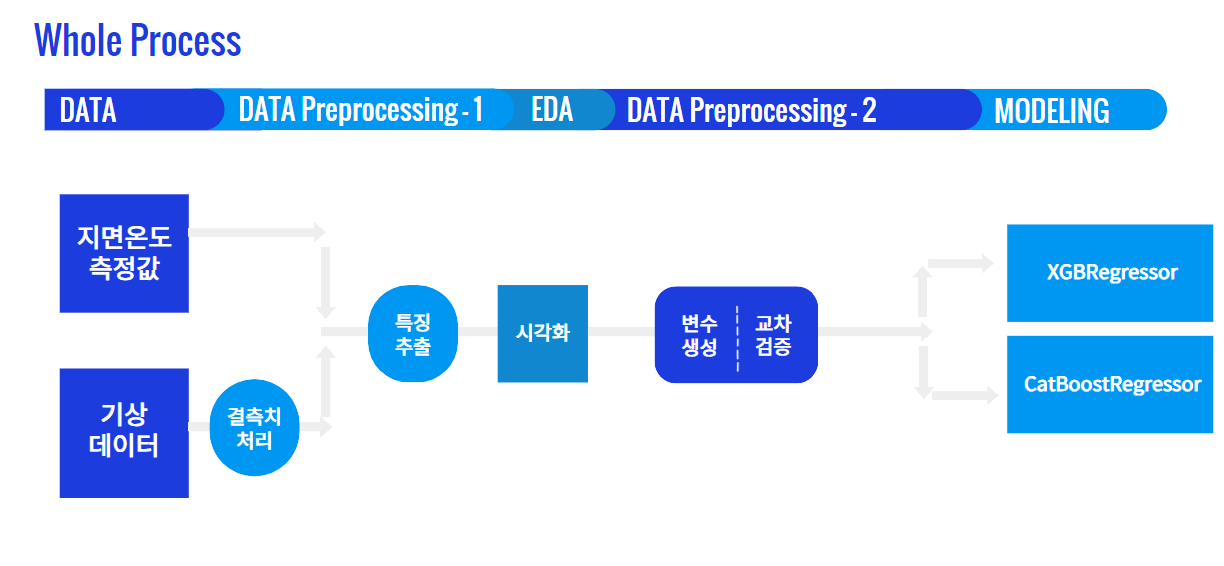 Whole Process
DATA
DATA Preprocessing - 1
EDA
DATA Preprocessing - 2
MODELING
지면온도
측정값
기상
데이터
결측치
처리
특징
추출
시각화
변수
생성
교차
검증
XGBRegressor
CatBoostRegressor